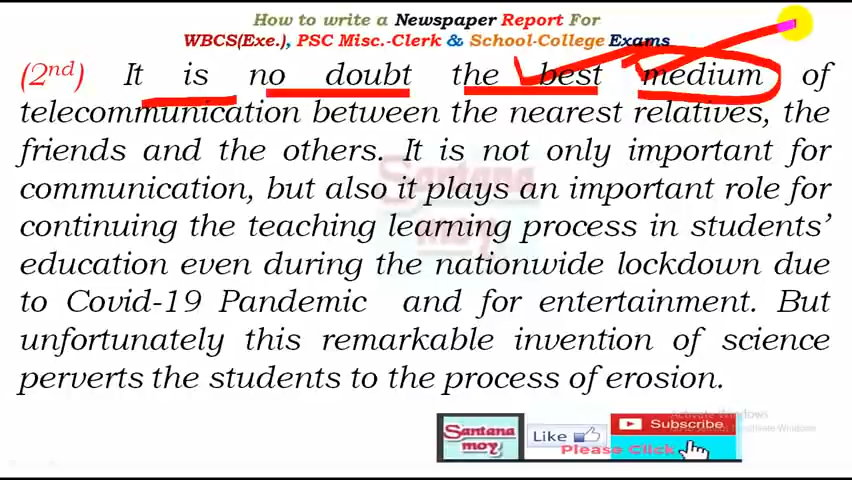 How to write a Newspaper Report For
WBCS(Exe.), PSC Misc.-Clerk & School-College Exams
(2nd) It is no doubt the best medium of
telecommunication between the nearest relatives, the
friends and the others. It is not only important for
communication, but also it plays an important role for
continuing the teaching learning process in students'
education even during the nationwide lockdown due
to Covid-19 Pandemic and for entertainment. But
unfortunately this remarkable invention of science
perverts the students to the process of erosion.
Santana
moy
Santana
moy
Like
Subscribe
Please Click
Activate Windows